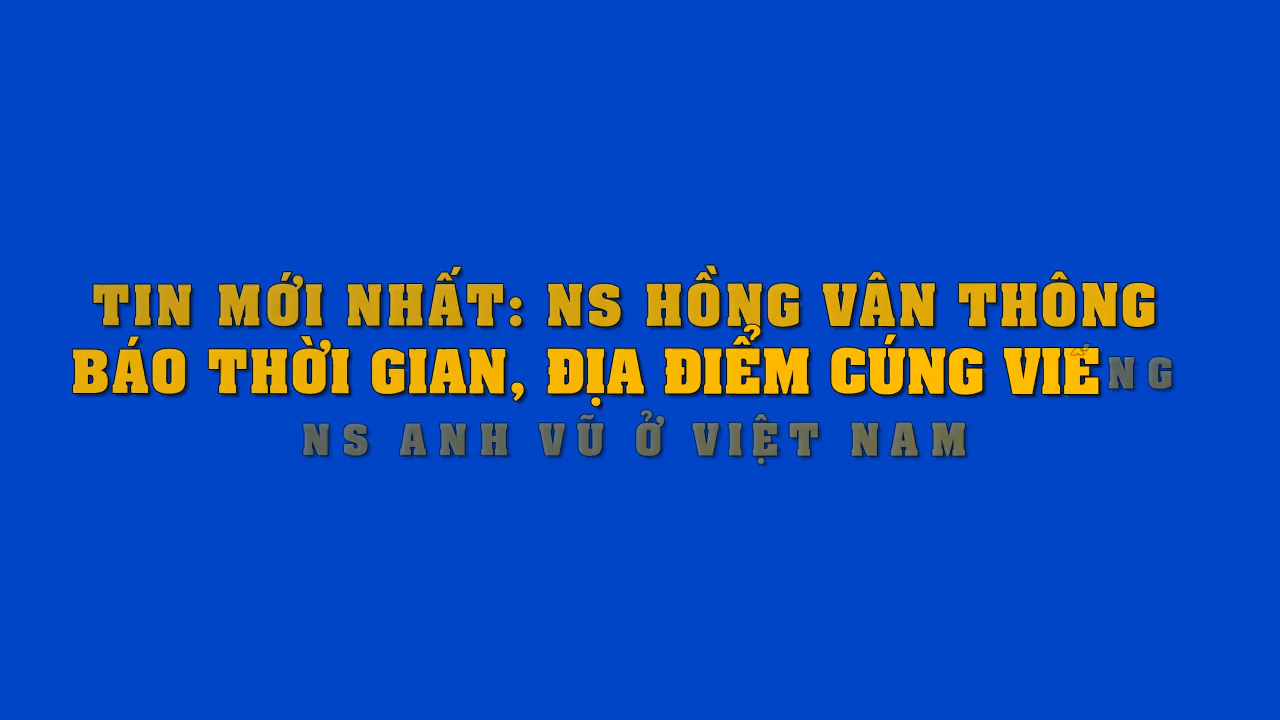 TIN MỚI NHẤT: NS HỒNG VÂN THÔNG
BÁO THỜI GIAN, ĐỊA ĐIỂM CÚNG VIẾNG
NS ANH VŨ Ở VIỆT NAM